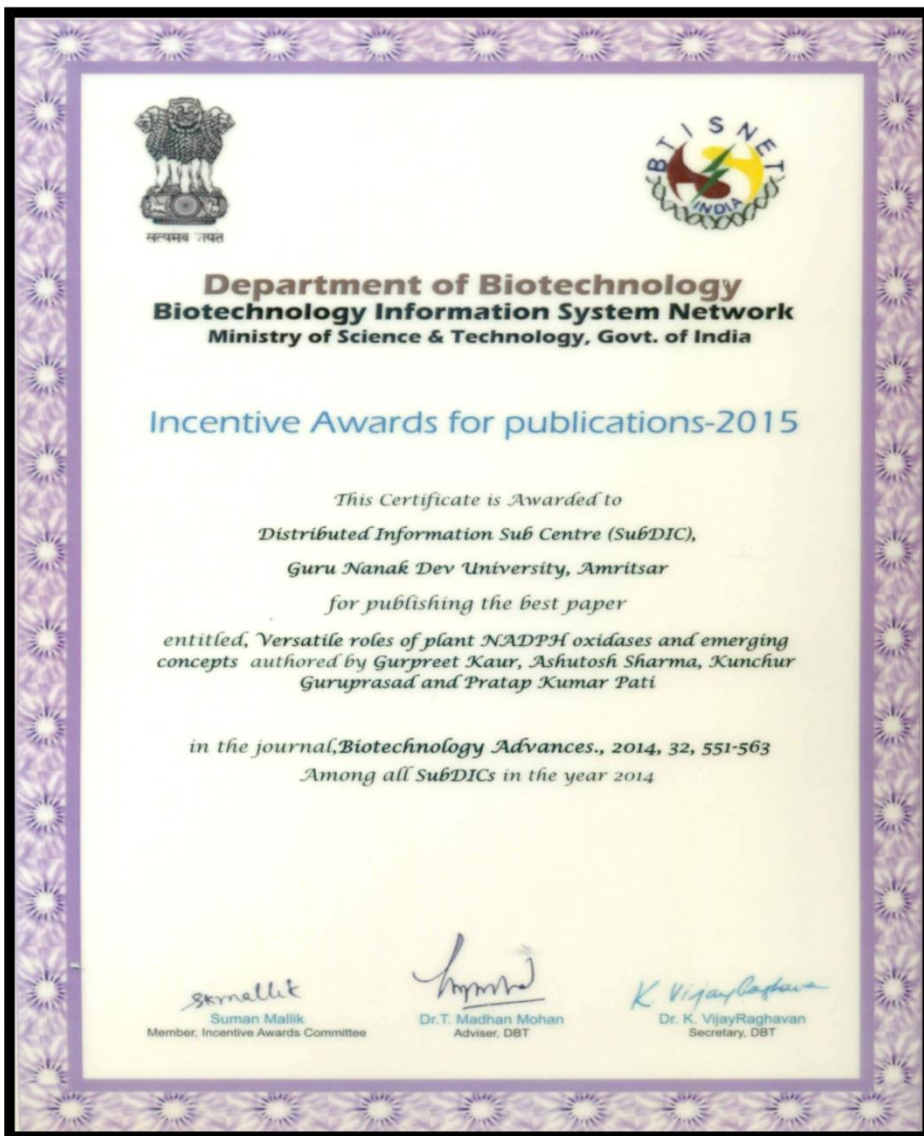 सत्यमेव जयते
BTISNET
INDIA
Department of Biotechnology
Biotechnology Information System Network
Ministry of Science & Technology, Govt. of India
Incentive Awards for publications-2015
This Certificate is Awarded to
Distributed Information Sub Centre (SubDIC),
Guru Nanak Dev University, Amritsar
for publishing the best paper
entitled, Versatile roles of plant NADPH oxidases and emerging
concepts authored by Gurpreet Kaur, Ashutosh Sharma, Kunchur
Guruprasad and Pratap Kumar Pati
in the journal,Biotechnology Advances., 2014, 32, 551-563
Among all SubDICs in the year 2014
skmallik
K. VijayRaghava
Suman Mallik
Dr.T. Madhan Mohan
Dr. K. VijayRaghavan
Member, Incentive Awards Committee
Adviser, DBT
Secretary, DBT